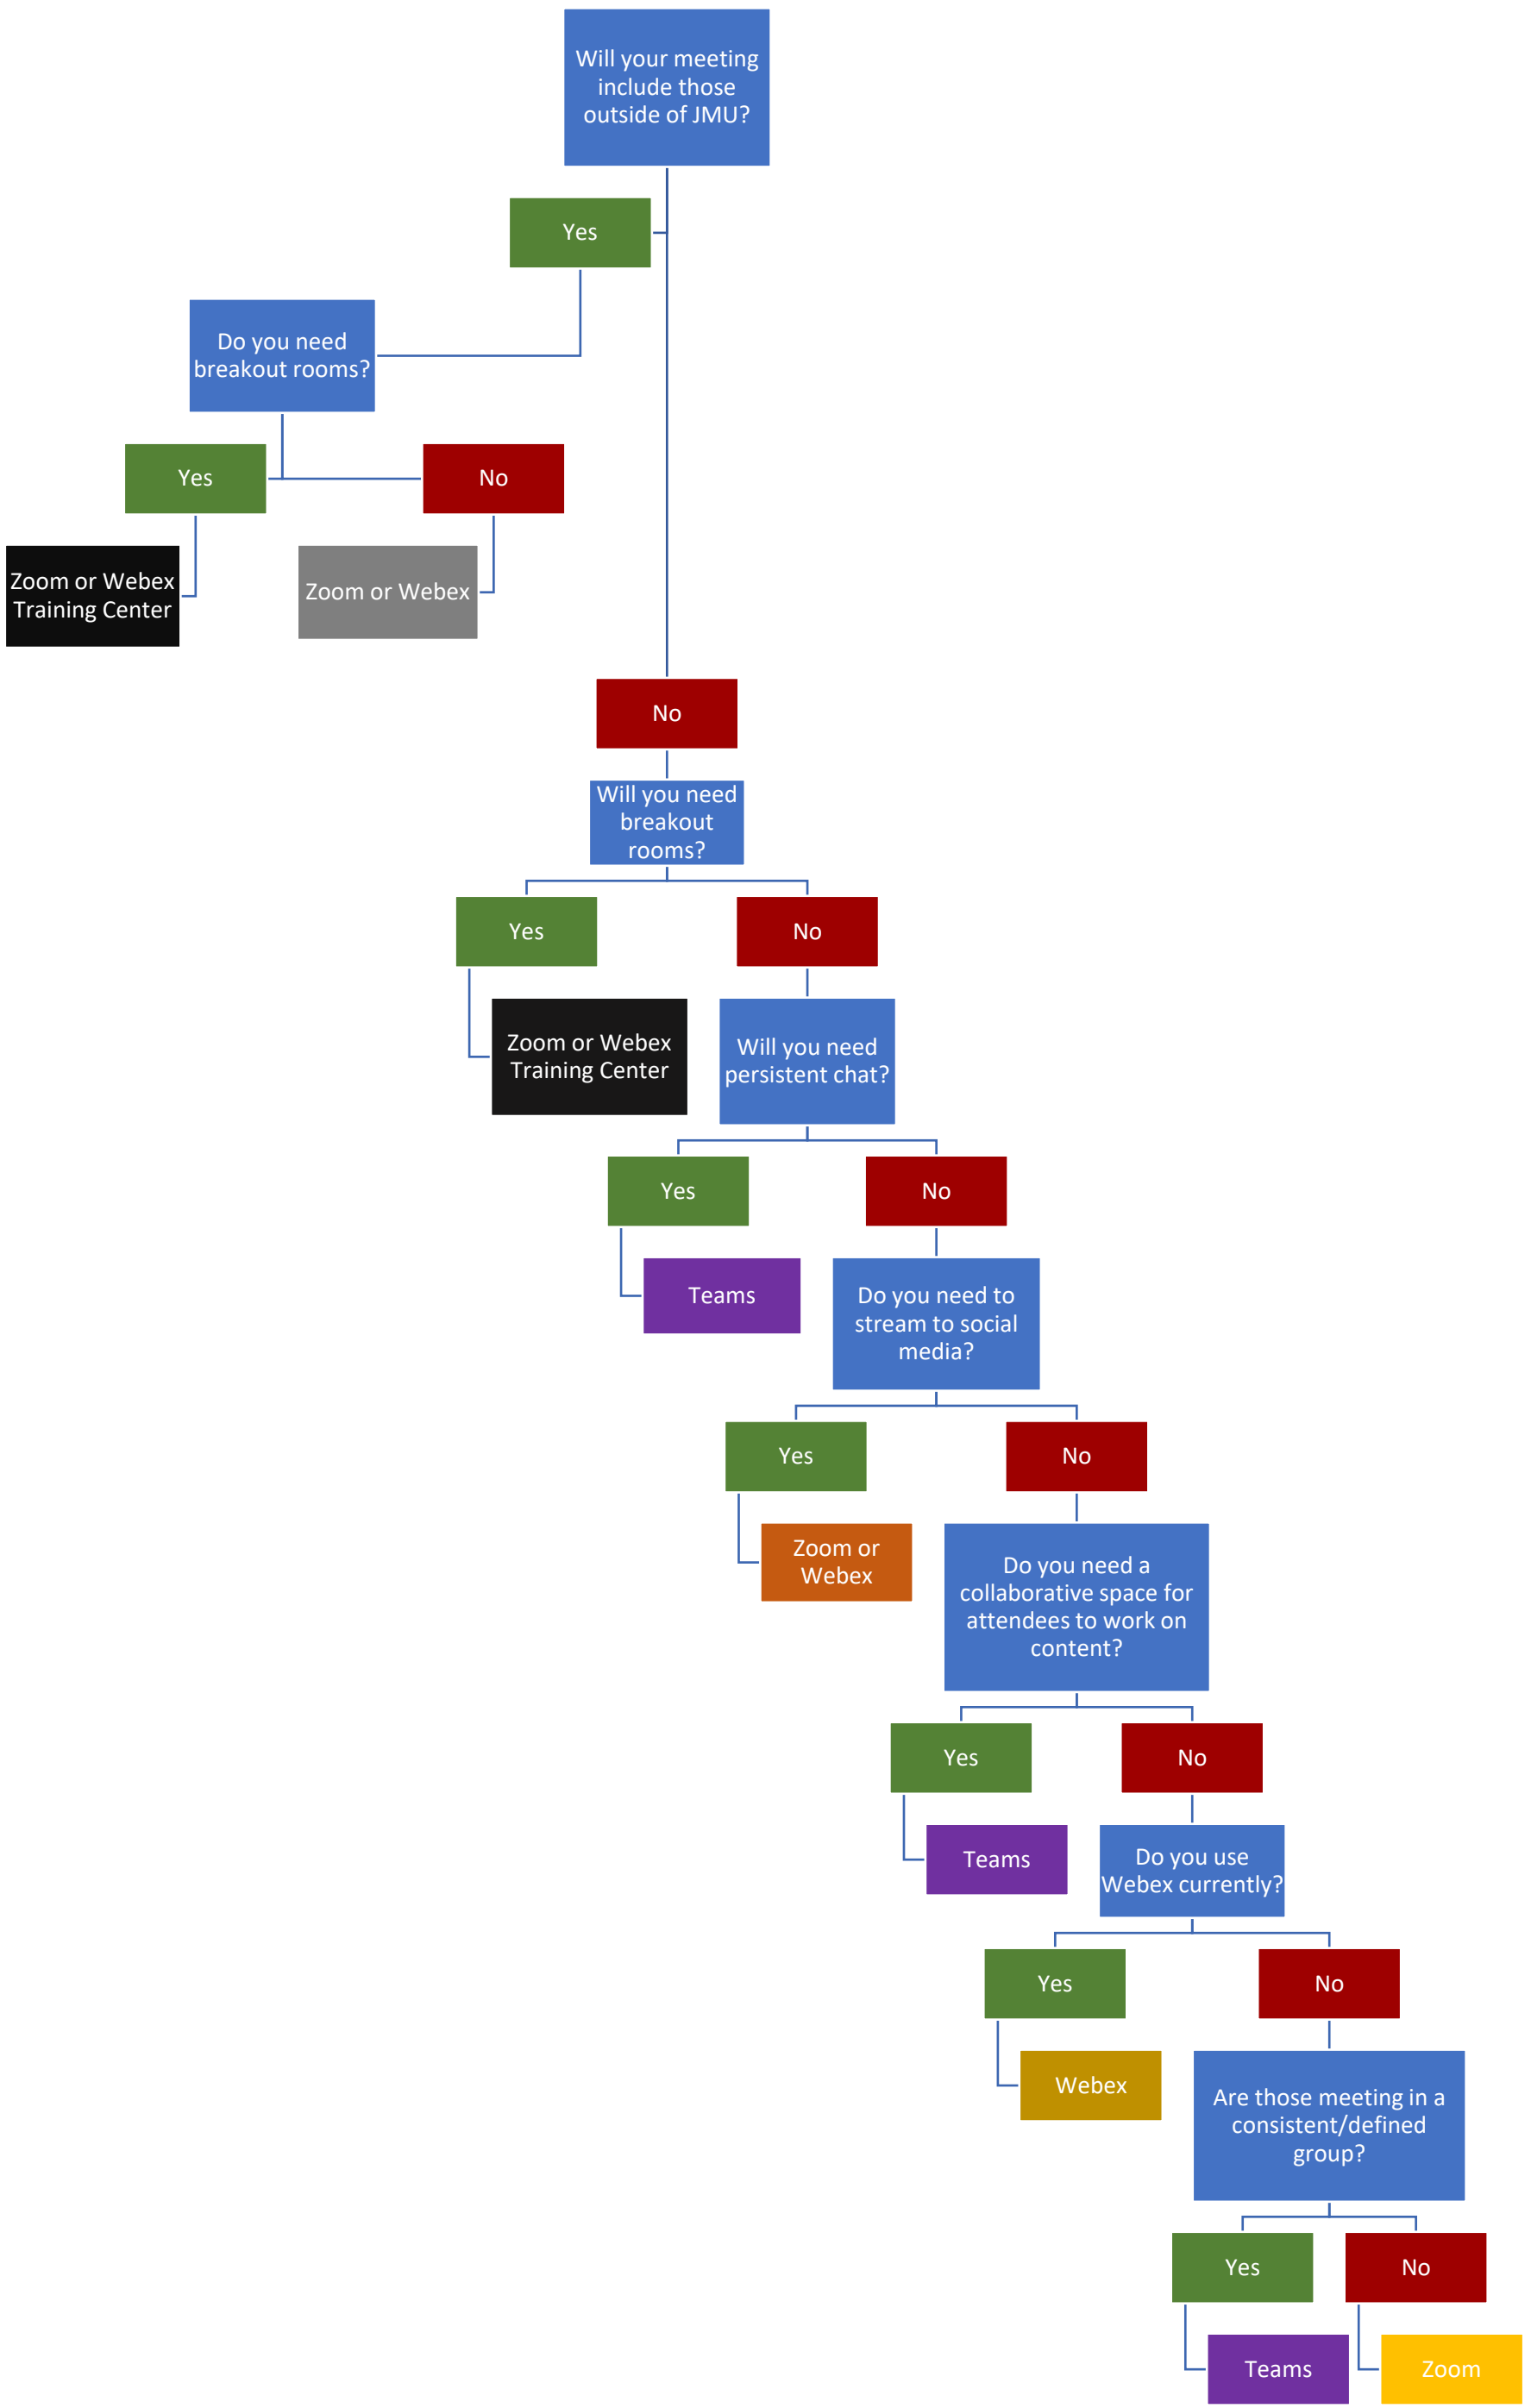 Will your meeting
include those
outside of JMU?
Yes
Do you need
breakout rooms?
Yes
No
Zoom or Webex
Training Center
Zoom or Webex
No
Will you need
breakout
rooms?
Yes
No
Zoom or Webex
Training Center
Will you need
persistent chat?
Yes
No
Teams
Do you need to
stream to social
media?
Yes
No
Zoom or
Webex
Do you need a
collaborative space for
attendees to work on
content?
Yes
No
Teams
Do you use
Webex currently?
Yes
No
Webex
Are those meeting in a
consistent/defined
group?
Yes
No
Teams
Zoom